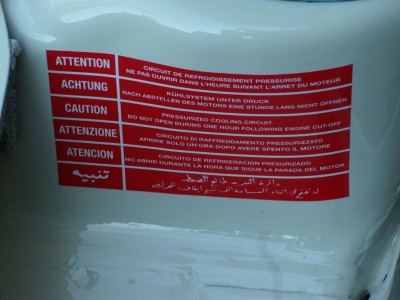 ATTENTION
CIRCUIT DE REFROIDISSEMENT PRESSURISE
NE PAS OUVRIR DANS L'HEURE SUIVANT L'ARRET DU MOTEUR
ACHTUNG
KÜHLSYSTEM UNTER DRUCK
NACH ABSTELLEN DES MOTORS EINE STUNDE LANG NICHT ÖFFNEN
CAUTION
PRESSURIZED COOLING CIRCUIT
DO NOT OPEN DURING ONE HOUR FOLLOWING ENGINE CUT-OFF
ATTENZIONE
CIRCUITO DI RAFFREDDAMENTO PRESSURIZZATO
APRIRE SOLO UN'ORA DOPO AVERE SPENTO IL MOTORE
ATENCION
CIRCUITO DE REFRIGERACION PRESURIZADO
NO ABRIR DURANTE LA HORA QUE SIGUE LA PARADA DEL MOTOR
تنبيه
دائرة التبريد